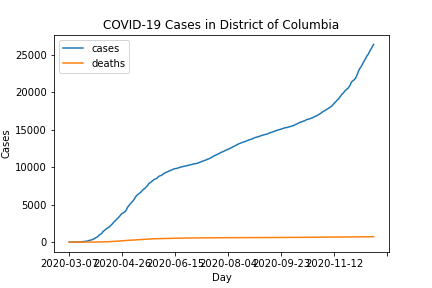 COVID-19 Cases in District of Columbia
cases
deaths
25000
20000
15000
10000
5000
0
Cases
2020-03-07 2020-04-26 2020-06-15 2020-08-04 2020-09-23 2020-11-12
Day